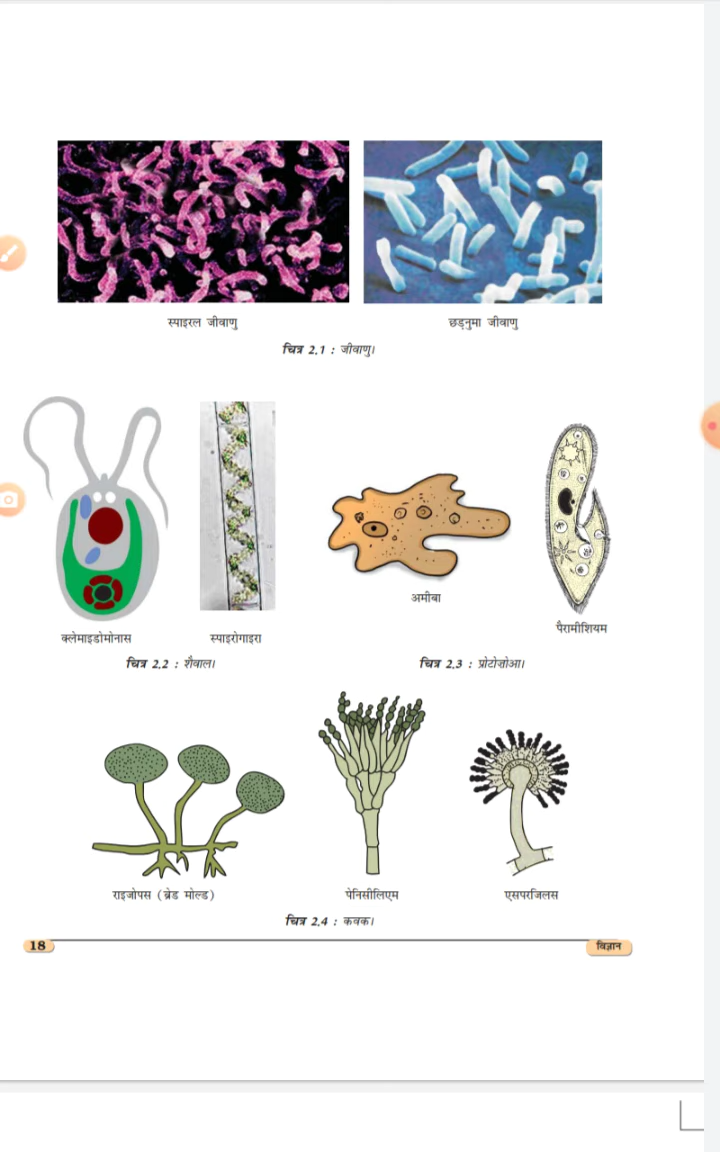 स्पाइरल जीवाणु
छड़नुमा जीवाणु
चित्र 2.1 : जीवाणु।
क्लेमाइडोमोनास
स्पाइरोगाइरा
चित्र 2.2 : शैवाल।
अमीबा
पैरामीशियम
चित्र 2.3 : प्रोटोज़ोआ।
राइजोपस (ब्रेड मोल्ड)
पेनिसीलिएम
एसपरजिलस
चित्र 2.4 : कवक।
18
विज्ञान